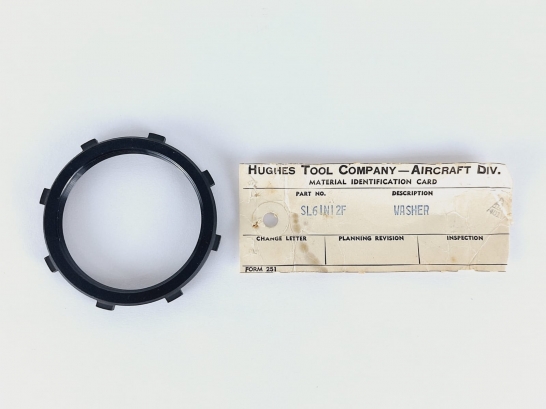 HUGHES TOOL COMPANY—AIRCRAFT DIV.
MATERIAL IDENTIFICATION CARD
PART NO. DESCRIPTION
SL61N12F WASHER
CHANGE LETTER PLANNING REVISION INSPECTION
FORM 251